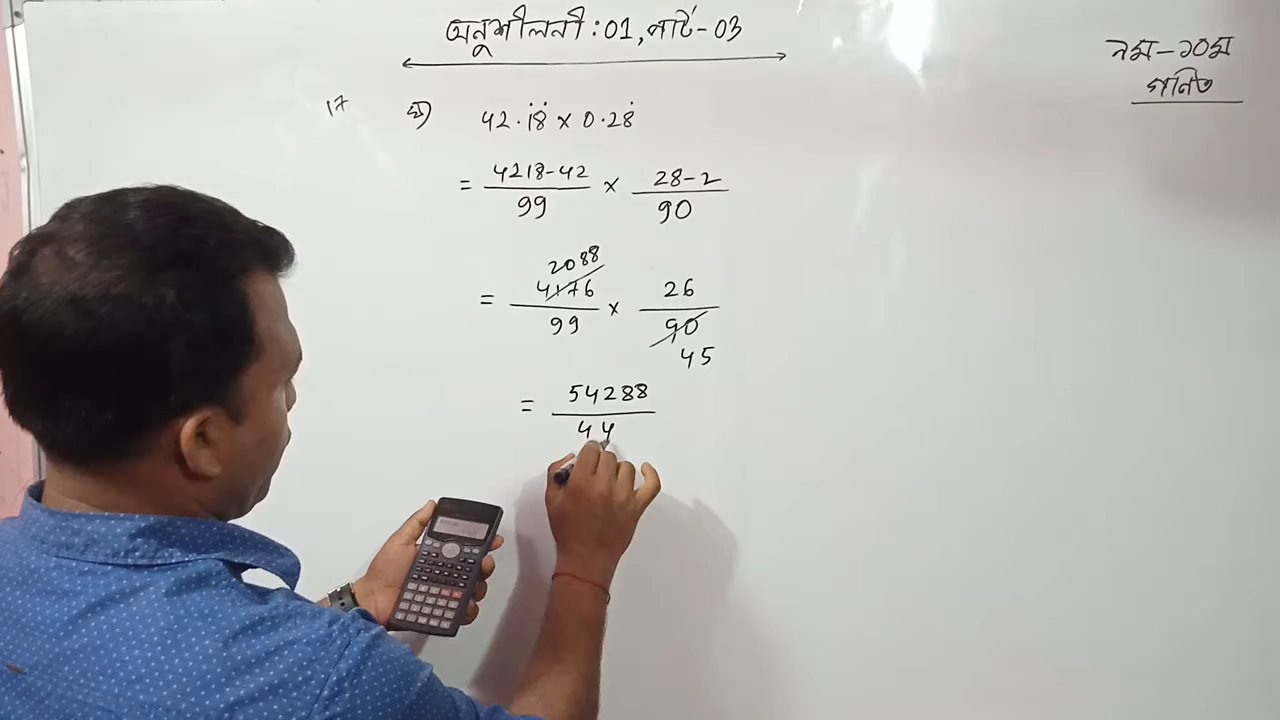 অনুশীলনী : 01, পার্ট - 03
নবম - ১০ম
গণিত
17 ঘ) 42.1̇8̇ x 0.28̇
= 4218-42/99 x 28-2/90
2088
= 4176/99 x 26/90
45
= 54288/44